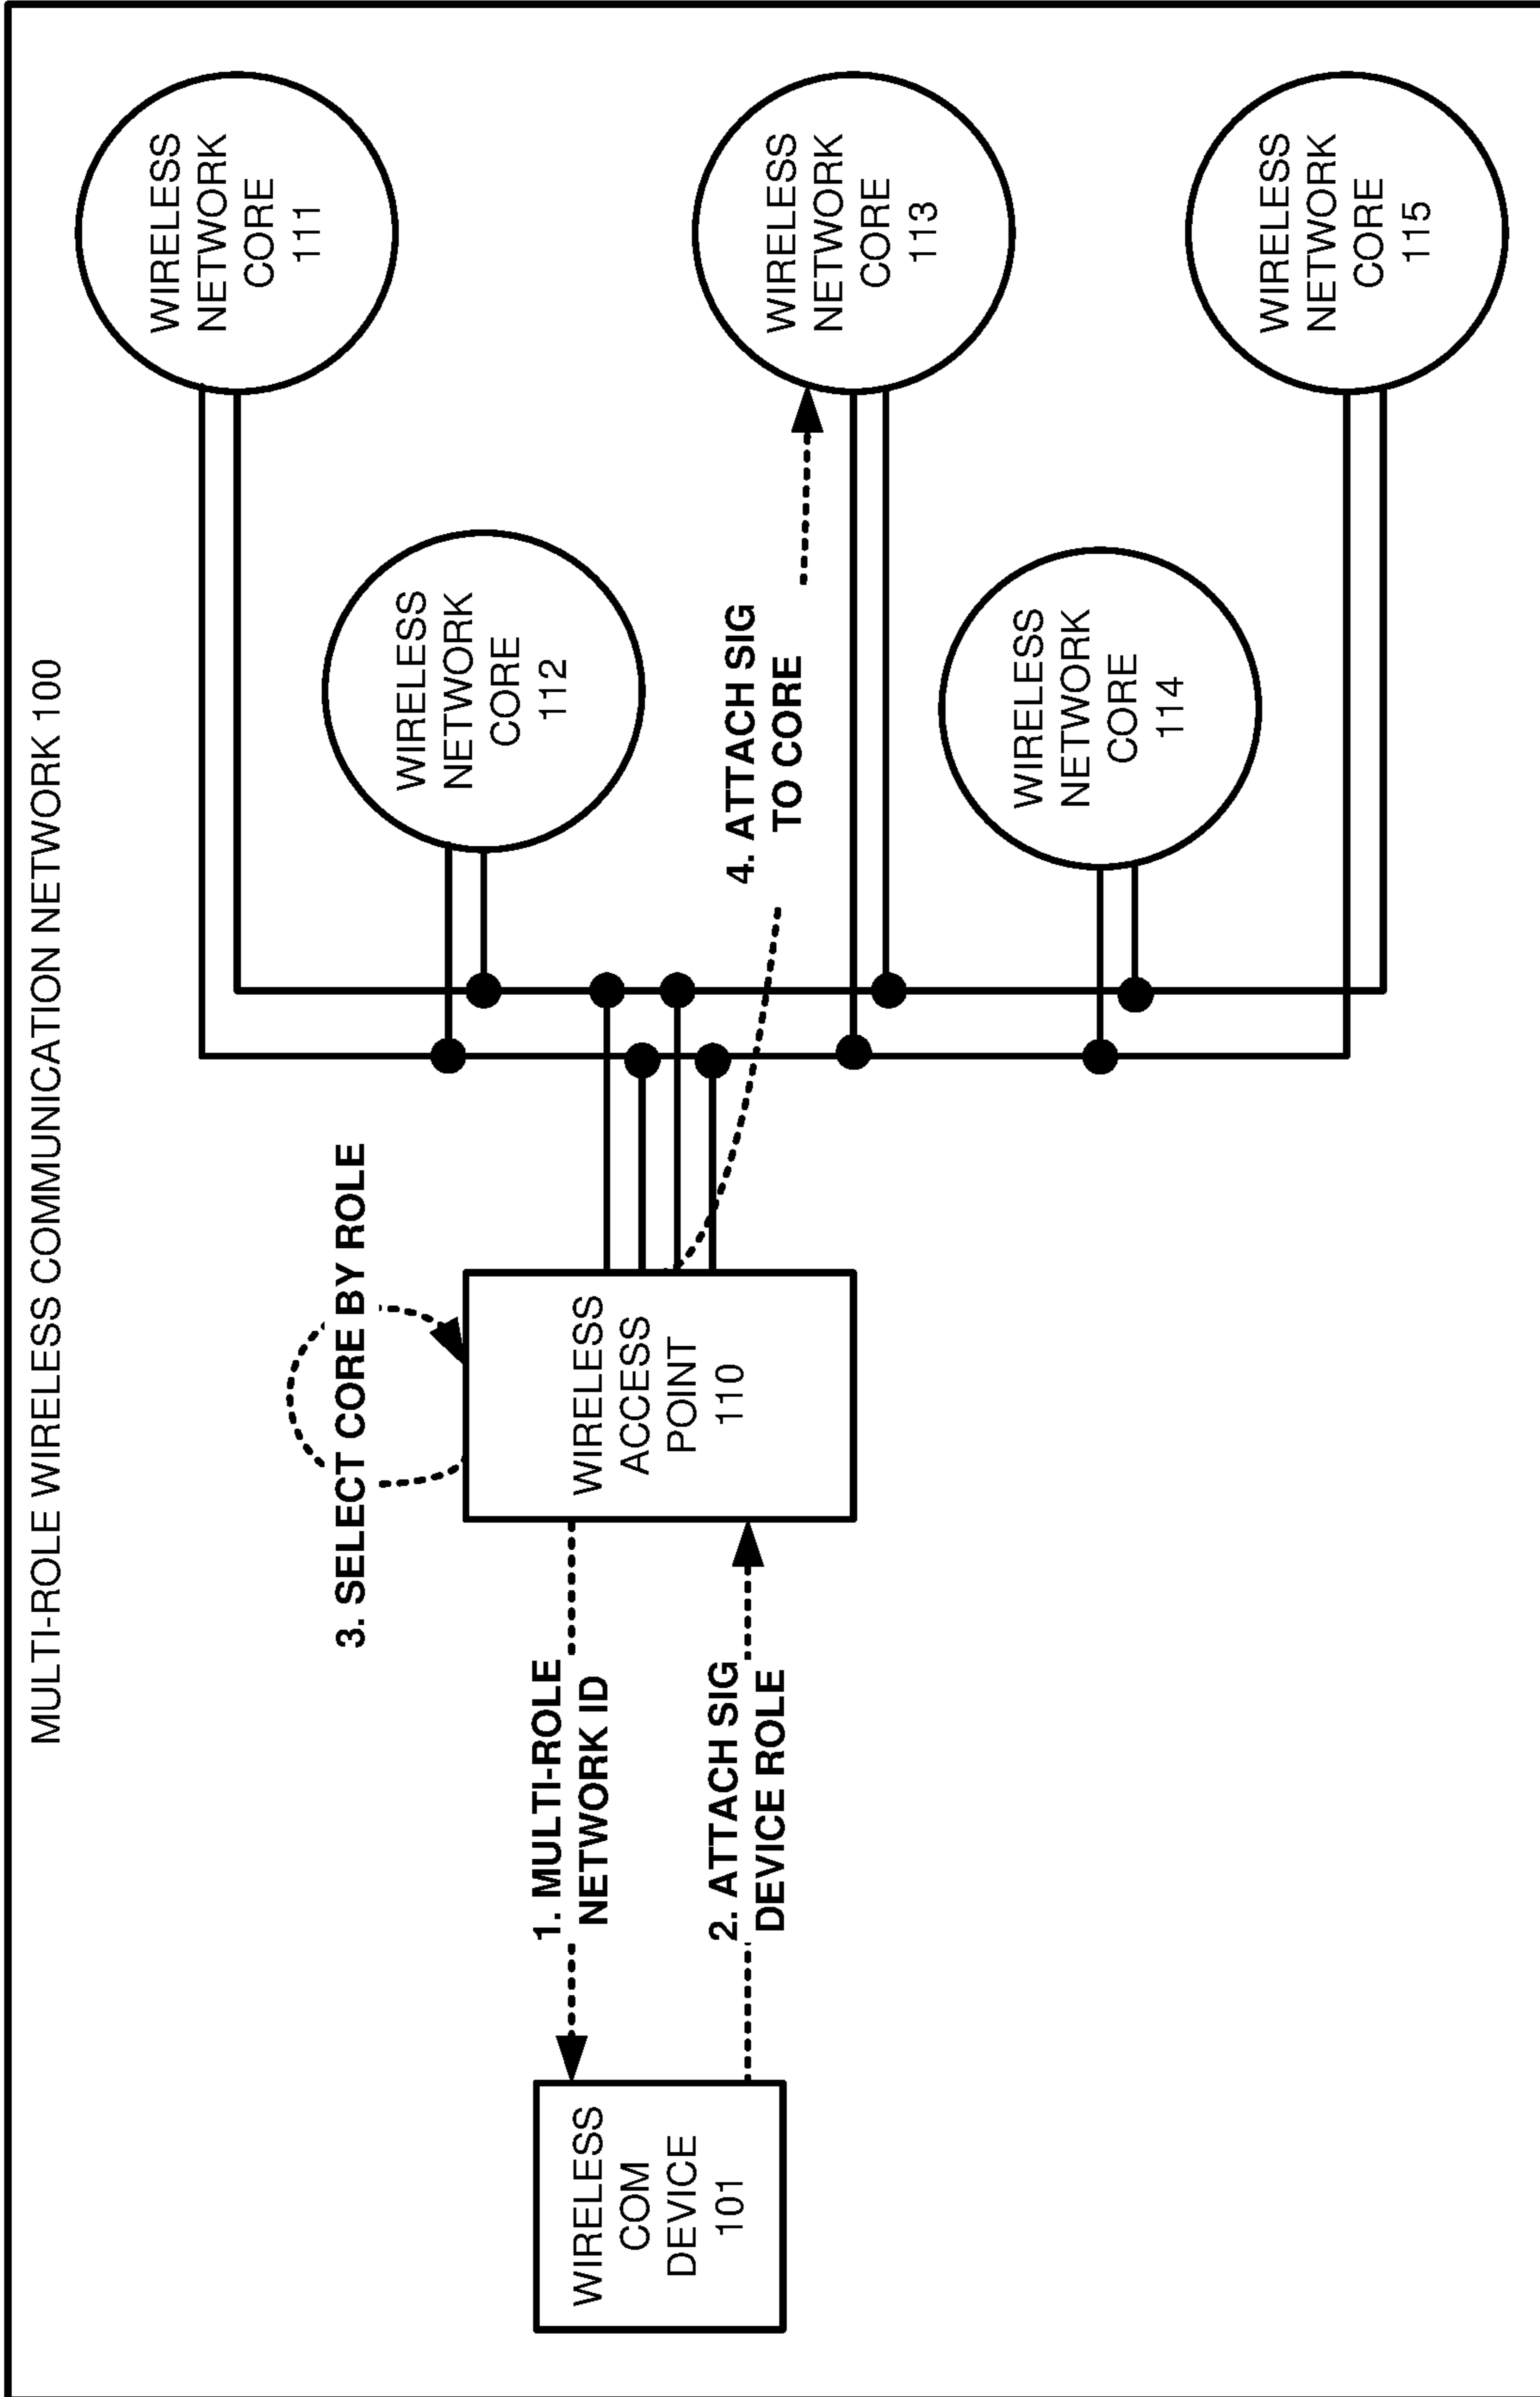 MULTI-ROLE WIRELESS COMMUNICATION NETWORK 100
WIRELESS
COM
DEVICE
101
1. MULTI-ROLE
NETWORK ID
2. ATTACH SIG
DEVICE ROLE
3. SELECT CORE BY ROLE
WIRELESS
ACCESS
POINT
110
4. ATTACH SIG
TO CORE
WIRELESS
NETWORK
CORE
111
WIRELESS
NETWORK
CORE
112
WIRELESS
NETWORK
CORE
113
WIRELESS
NETWORK
CORE
114
WIRELESS
NETWORK
CORE
115